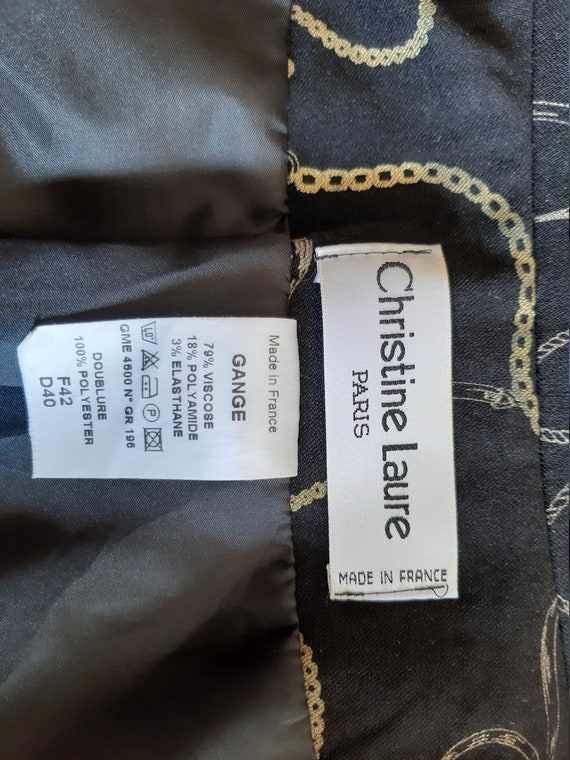 Christine Laure
PARIS
MADE IN FRANCE
Made in France
GANGE
79% VISCOSE
18% POLYAMIDE
3% ELASTHANE
GME 4600 N° GR 196
DOUBLURE
100% POLYESTER
F42
D40